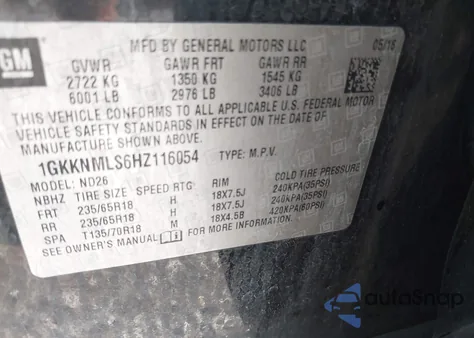 GM
MFD BY GENERAL MOTORS LLC 05/16
GVWR GAWR FRT GAWR RR
2722 KG 1350 KG 1545 KG
6001 LB 2976 LB 3406 LB
THIS VEHICLE CONFORMS TO ALL APPLICABLE U.S. FEDERAL
MOTOR VEHICLE SAFETY STANDARDS IN EFFECT ON THE DATE OF
MANUFACTURE SHOWN ABOVE.
1GKKNMLS6HZ116054 TYPE: M.P.V.
MODEL: ND26
NBHZ TIRE SIZE SPEED RTG RIM
FRT 235/65R18 H 18X7.5J 240KPA(35PSI)
RR 235/65R18 H 18X7.5J 240KPA(35PSI)
SPA T135/70R18 M 18X4.5B 420KPA(60PSI)
SEE OWNER'S MANUAL FOR MORE INFORMATION
autoSnap